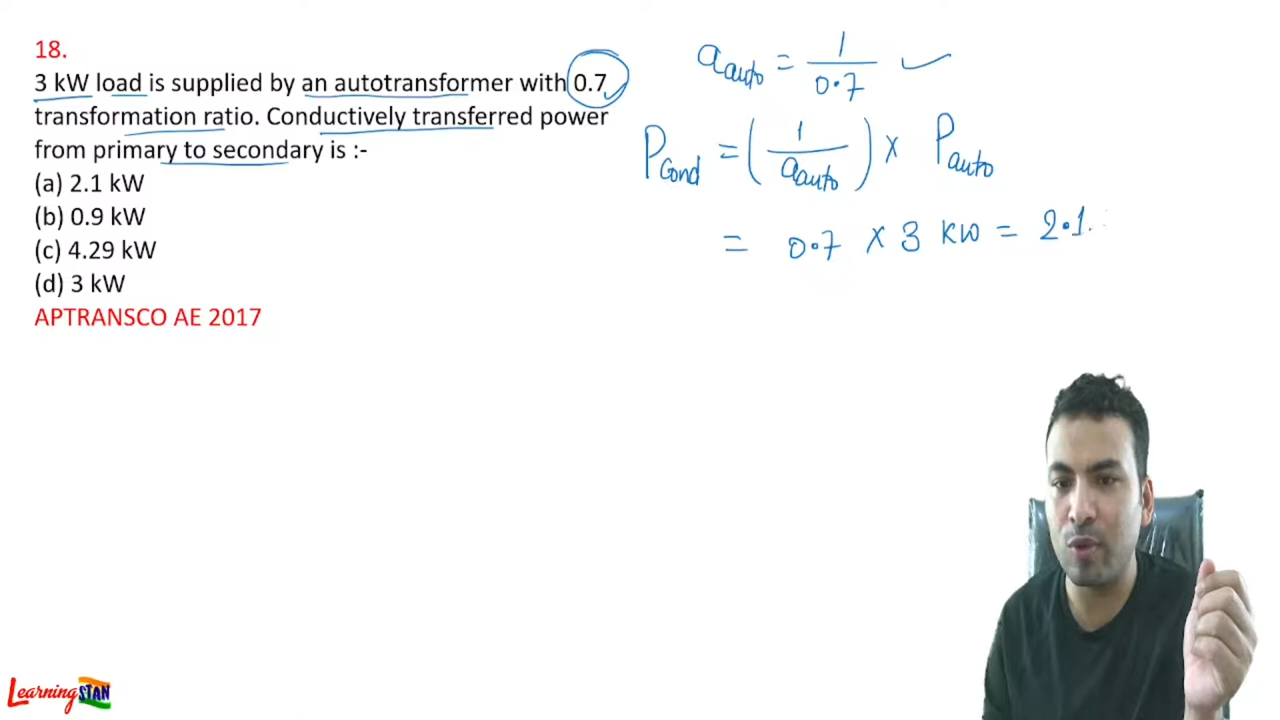 18.
3 kW load is supplied by an autotransformer with 0.7
transformation ratio. Conductively transferred power
from primary to secondary is :-
(a) 2.1 kW
(b) 0.9 kW
(c) 4.29 kW
(d) 3 kW
APTRANSCO AE 2017
a_auto = 1/0.7 ✓
P_cond = (1/a_auto) × P_auto
= 0.7 × 3 kW = 2.1
Learning STAN